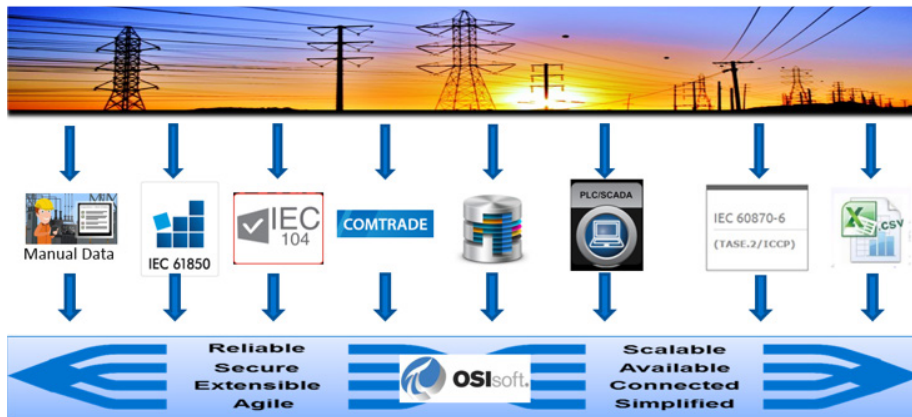 Manual Data
IEC 61850
IEC
104
COMTRADE
PLC/SCADA
IEC 60870-6
(TASE.2/ICCP)
X
.CSV
Reliable
Secure
Extensible
Agile
OSIsoft.
Scalable
Available
Connected
Simplified